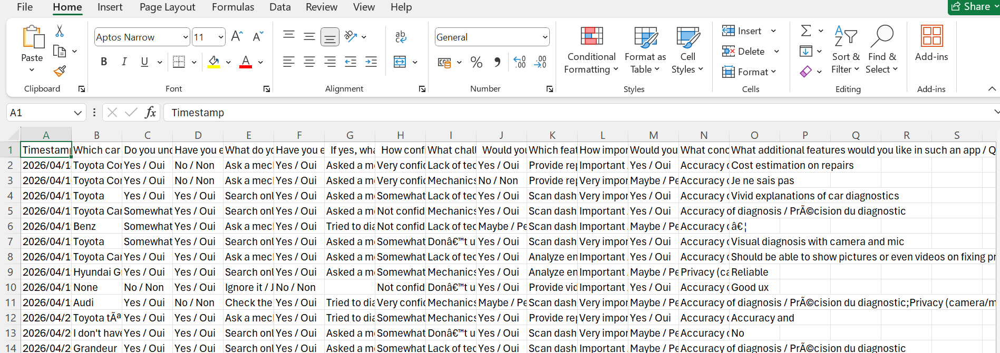 File Home Insert Page Layout Formulas Data Review View Help Share
Paste
Clipboard
Aptos Narrow 11
B I U
Font
Alignment
General
Number
Conditional Formatting
Format as Table
Cell Styles
Styles
Insert
Delete
Format
Cells
Sort & Filter
Find & Select
Editing
Add-ins
Add-ins
A1 fx Timestamp
A B C D E F G H I J K L M N O P Q R S
1 Timestamp Which car Do you und Have you e What do yo Have you e If yes, wha How confi What chall Would you Which feat How impor Would you What conc What additional features would you like in such an app / Q
2 2026/04/1 Toyota Cor Yes / Oui No / Non Ask a mec Yes / Oui Asked a m Very confid Lack of tec Yes / Oui Provide rep Important Yes / Oui Accuracy o Cost estimation on repairs
3 2026/04/1 Toyota Cor Yes / Oui No / Non Ask a mec Yes / Oui Asked a m Very confid Mechanics No / Non Provide rep Very impor Maybe / Pe Accuracy o Je ne sais pas
4 2026/04/1 Toyota Yes / Oui Yes / Oui Search onl Yes / Oui Asked a m Somewhat Lack of tec Yes / Oui Scan dash Very impor Yes / Oui Accuracy o Vivid explanations of car diagnostics
5 2026/04/1 Toyota Car Somewhat Yes / Oui Search onl Yes / Oui Asked a m Not confid Mechanics Yes / Oui Scan dash Important Yes / Oui Accuracy of diagnosis / PrÃ©cision du diagnostic
6 2026/04/1 Benz Somewhat Yes / Oui Ask a mec Yes / Oui Tried to dia Not confid Lack of tec Maybe / Pe Scan dash Important Maybe / Pe Accuracy o â€¦
7 2026/04/1 Toyota Somewhat Yes / Oui Search onl Yes / Oui Asked a m Somewhat Donâ€™t u Yes / Oui Scan dash Very impor Yes / Oui Accuracy o Visual diagnosis with camera and mic
8 2026/04/1 Toyota Car Yes / Oui Yes / Oui Ask a mec Yes / Oui Asked a m Somewhat Lack of tec Yes / Oui Analyze en Important Yes / Oui Accuracy o Should be able to show pictures or even videos on fixing pr
9 2026/04/1 Hyundai G Yes / Oui Yes / Oui Search onl Yes / Oui Asked a m Somewhat Mechanics Yes / Oui Analyze en Important Maybe / Pe Privacy (ca Reliable
10 2026/04/1 None No / Non Yes / Oui Ignore it / J No / Non Not confid Donâ€™t u Yes / Oui Provide vid Important Yes / Oui Accuracy o Good ux
11 2026/04/1 Audi Yes / Oui No / Non Check the Yes / Oui Tried to dia Very confid Mechanics Maybe / Pe Scan dash Very impor Maybe / Pe Accuracy of diagnosis / PrÃ©cision du diagnostic;Privacy (camera/m
12 2026/04/2 Toyota tÃª Yes / Oui Yes / Oui Ask a mec Yes / Oui Tried to dia Somewhat Mechanics Yes / Oui Provide rep Very impor Yes / Oui Accuracy o Accuracy and
13 2026/04/2 I don't have Yes / Oui Yes / Oui Search onl Yes / Oui Asked a m Somewhat Donâ€™t u Yes / Oui Scan dash Very impor Maybe / Pe Accuracy o No
14 2026/04/2 Grandeur Yes / Oui Yes / Oui Search onl Yes / Oui Asked a m Somewhat Mechanics Yes / Oui Scan dash Very impor Maybe / Pe Accuracy of diagnosis / PrÃ©cision du diagnostic